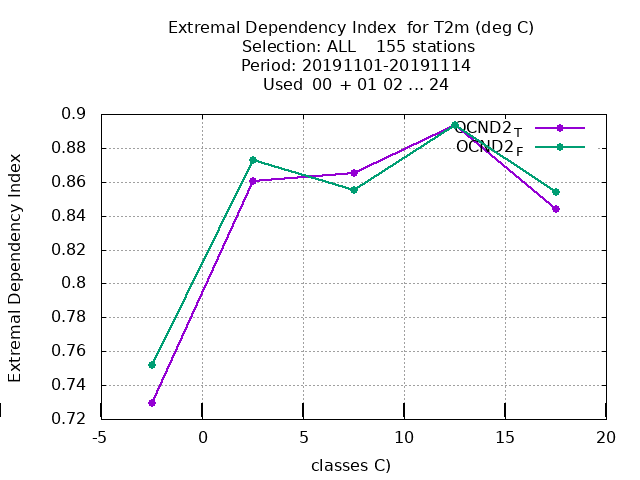 Extremal Dependency Index for T2m (deg C)
Selection: ALL 155 stations
Period: 20191101-20191114
Used 00 + 01 02 ... 24
OCND2 T
OCND2 F
Extremal Dependency Index
0.9
0.88
0.86
0.84
0.82
0.8
0.78
0.76
0.74
0.72
-5 0 5 10 15 20
classes C)